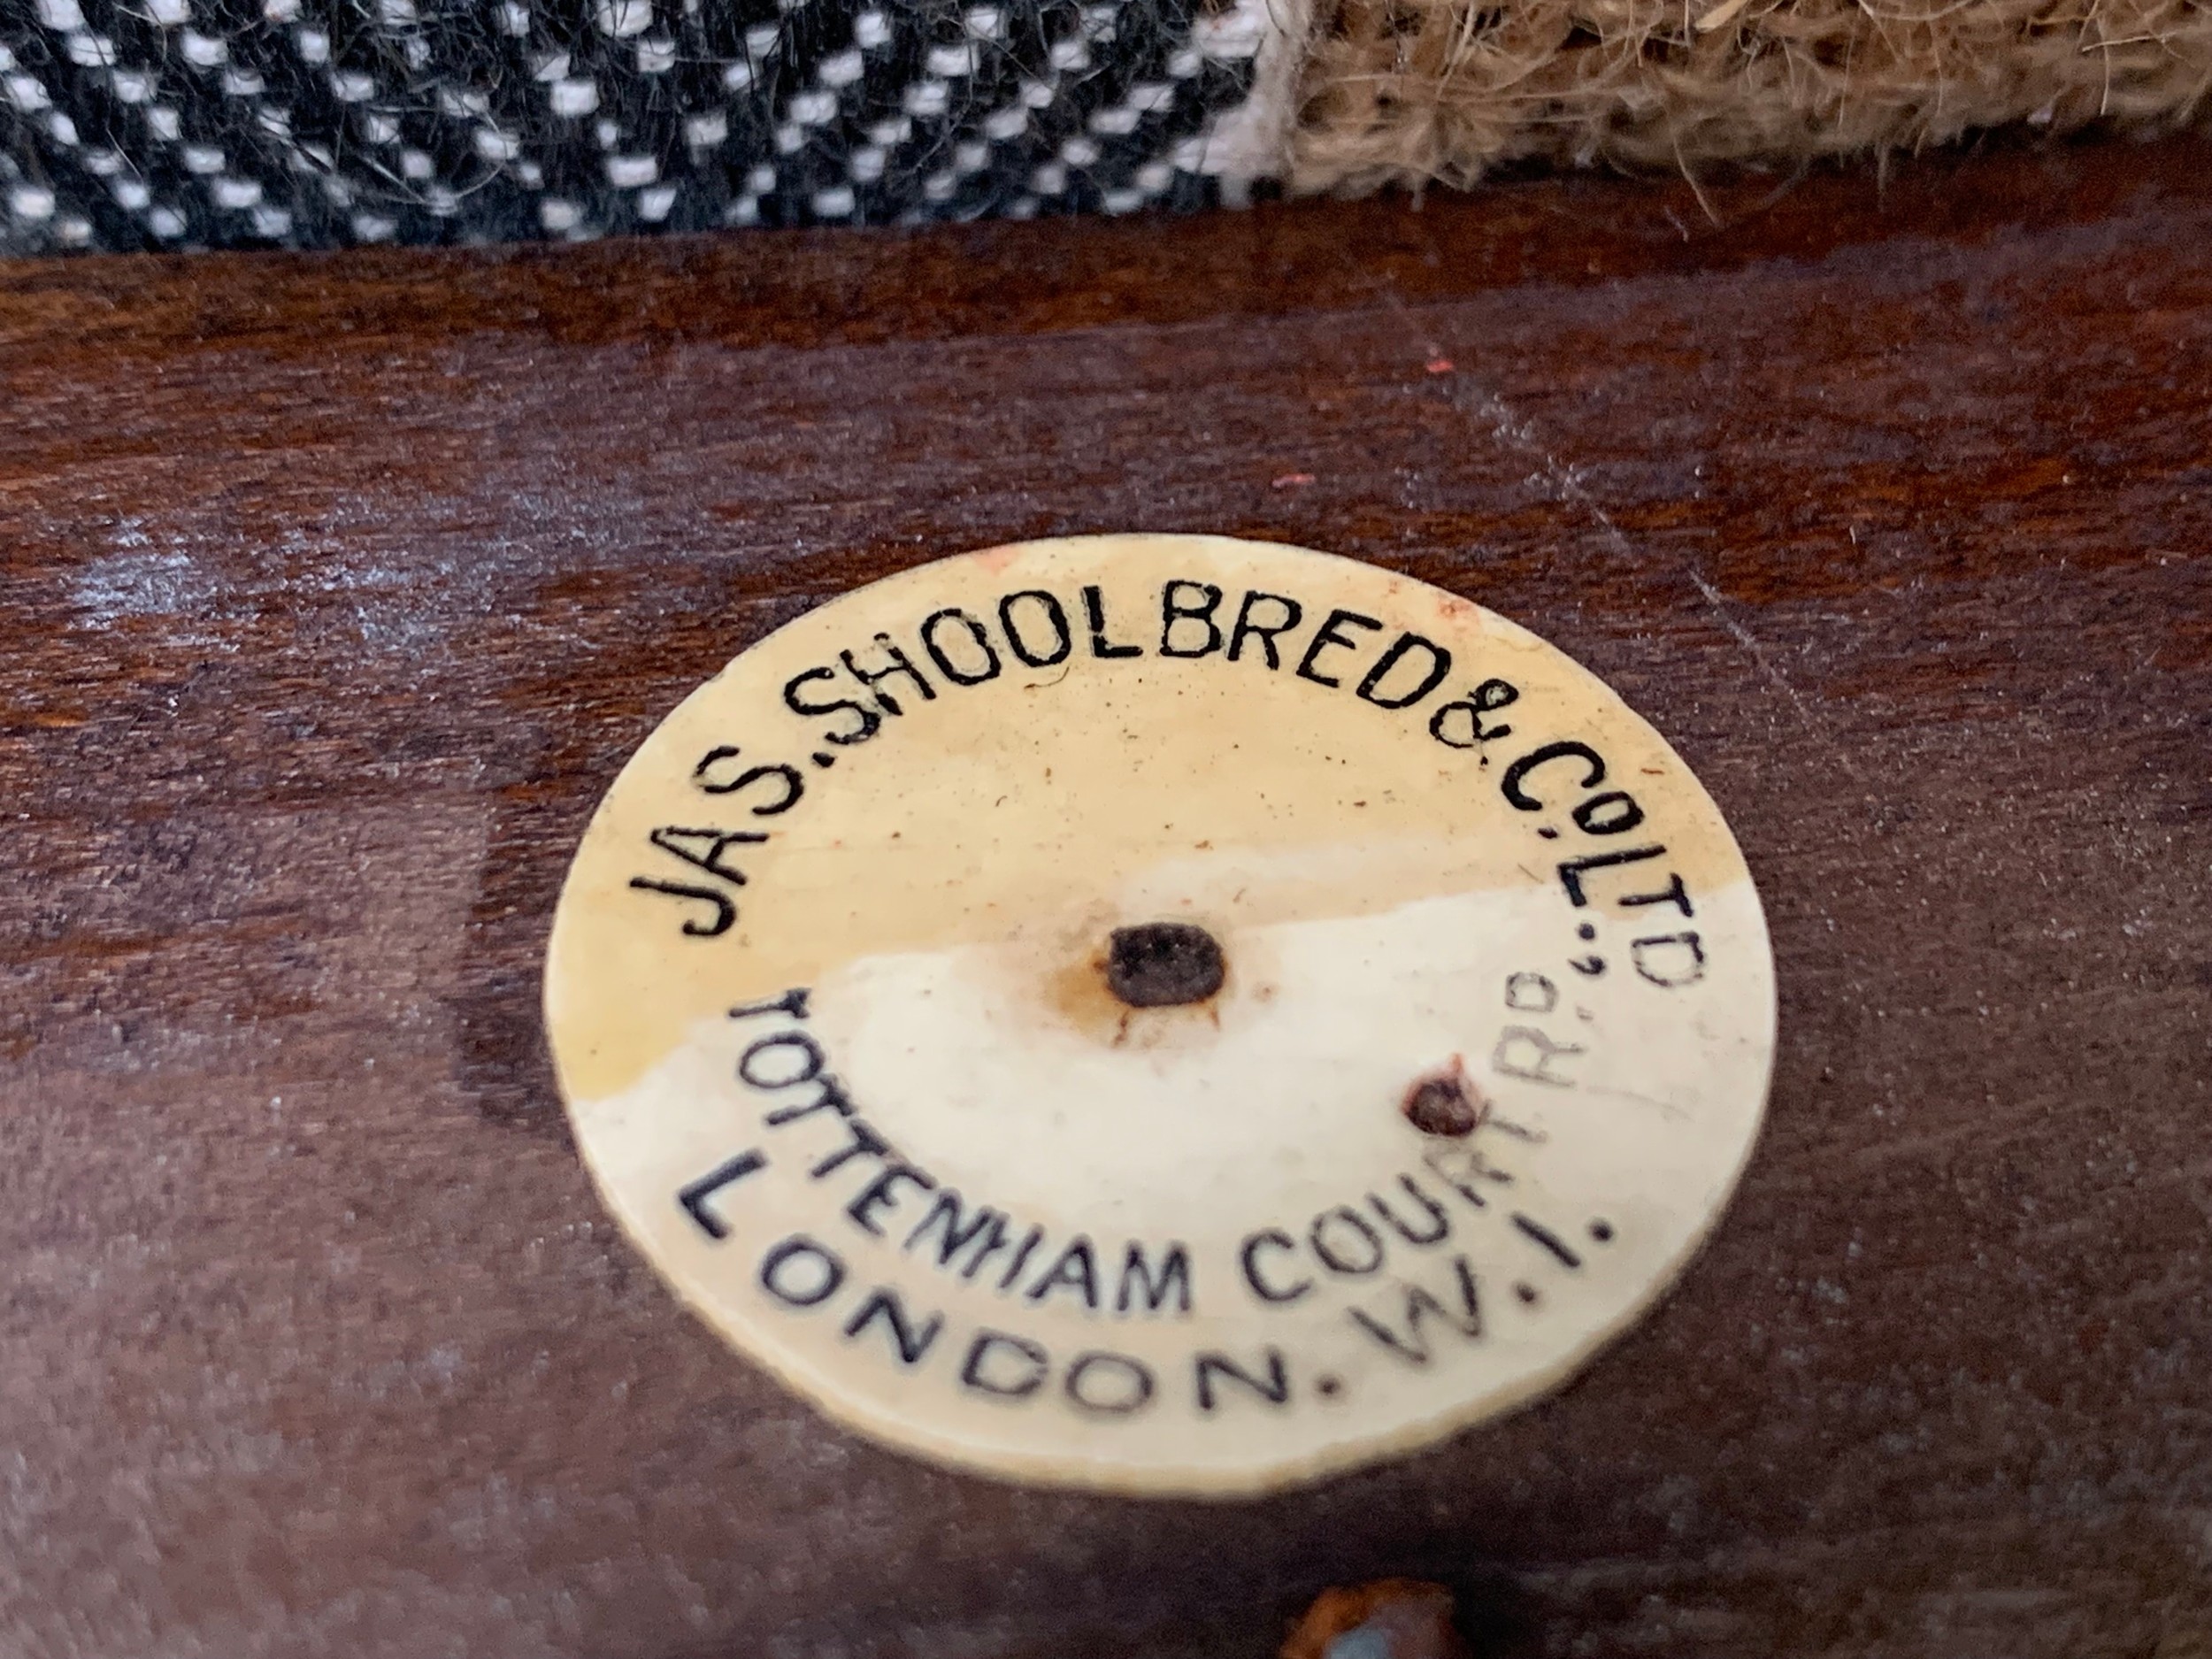 JAS. SHOOLBRED & Co. LTD.
TOTTENHAM COURT RD.
LONDON. W.1.